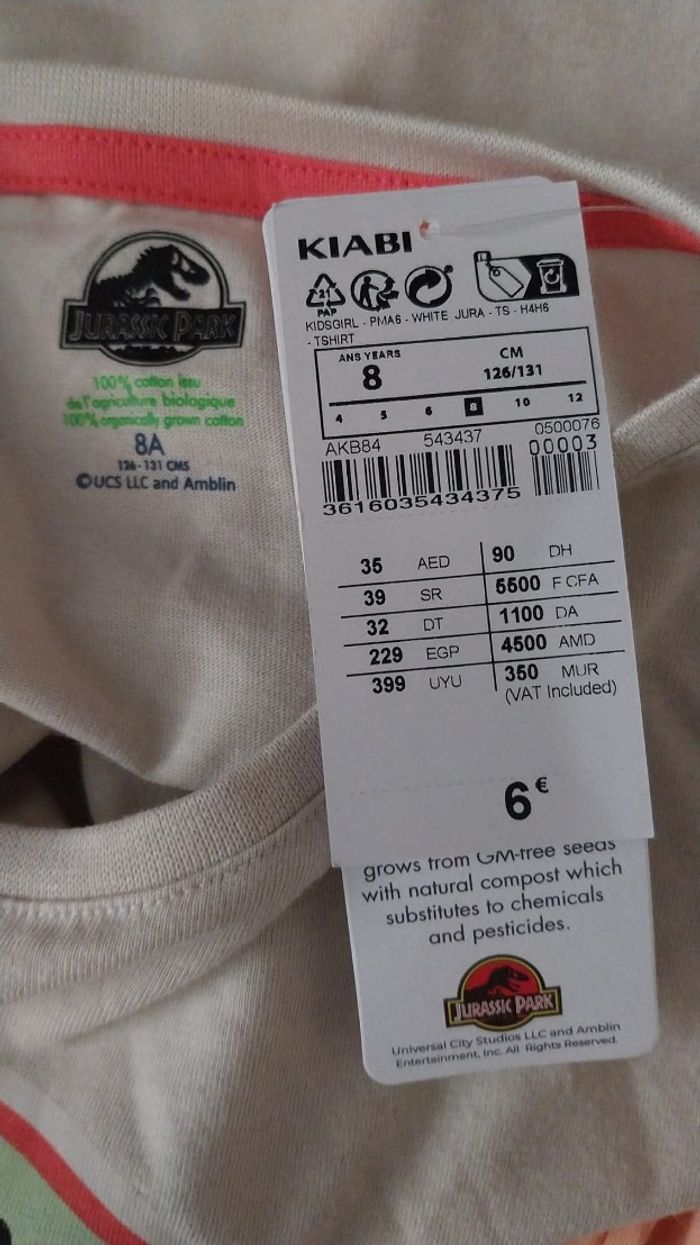 JURASSIC PARK
100% coton issu
de l'agriculture biologique
100% organically grown cotton
8A
126-131 CMS
©UCS LLC and Amblin
KIABI
21
PAP
KIDSGIRL - PMA6 - WHITE JURA - TS - H4H6
- TSHIRT
ANS YEARS CM
8 126/131
4 5 6 8 10 12
AKB84 543437 0500076
00003
3616035434375
35 AED 90 DH
39 SR 5500 F CFA
32 DT 1100 DA
229 EGP 4500 AMD
399 UYU 350 MUR
(VAT Included)
6€
grows from GM-free seeds
with natural compost which
substitutes to chemicals
and pesticides.
JURASSIC PARK
Universal City Studios LLC and Amblin
Entertainment, Inc. All Rights Reserved.